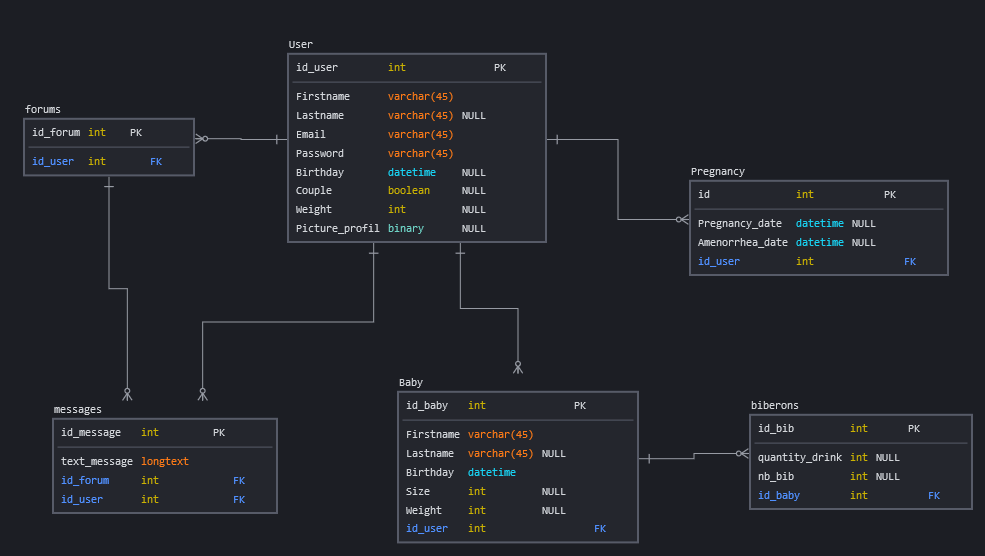 User
id_user int PK
Firstname varchar(45)
Lastname varchar(45) NULL
Email varchar(45)
Password varchar(45)
Birthday datetime NULL
Couple boolean NULL
Weight int NULL
Picture_profil binary NULL
forums
id_forum int PK
id_user int FK
Pregnancy
id int PK
Pregnancy_date datetime NULL
Amenorrhea_date datetime NULL
id_user int FK
messages
id_message int PK
text_message longtext
id_forum int FK
id_user int FK
Baby
id_baby int PK
Firstname varchar(45)
Lastname varchar(45) NULL
Birthday datetime
Size int NULL
Weight int NULL
id_user int FK
biberons
id_bib int PK
quantity_drink int NULL
nb_bib int NULL
id_baby int FK